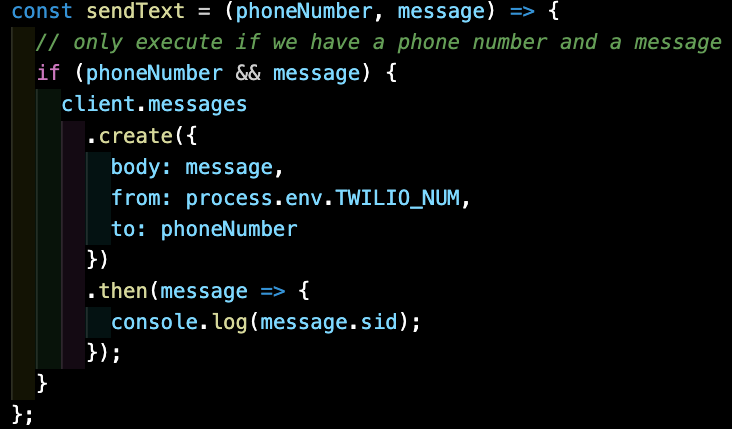 const sendText = (phoneNumber, message) => {
  // only execute if we have a phone number and a message
  if (phoneNumber && message) {
    client.messages
      .create({
        body: message,
        from: process.env.TWILIO_NUM,
        to: phoneNumber
      })
      .then(message => {
        console.log(message.sid);
      });
  }
};